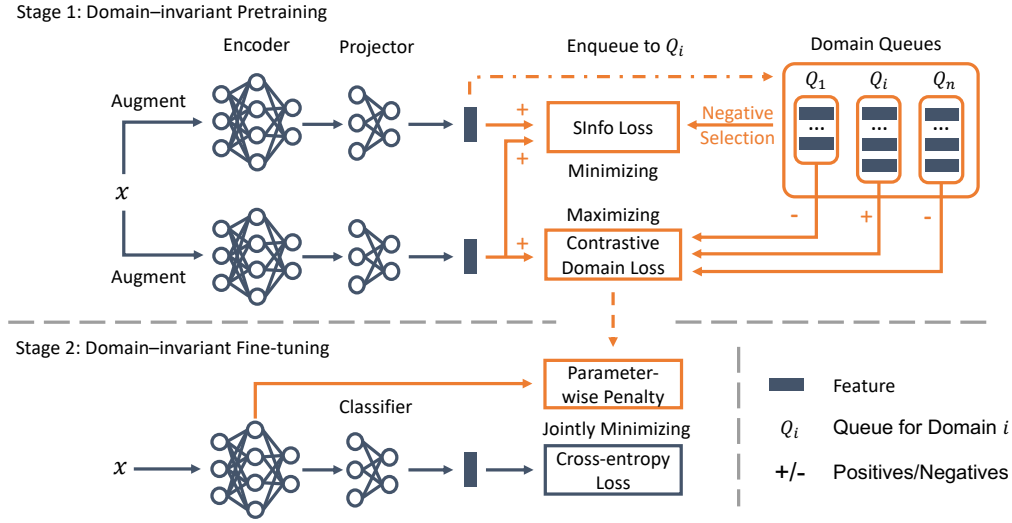 Stage 1: Domain–invariant Pretraining
Encoder
Projector
Enqueue to Q_i
Domain Queues
Augment
Q_1
Q_i
Q_n
+
SInfo Loss
Negative
Selection
...
...
...
+
Minimizing
x
Maximizing
-
+
-
Augment
+
Contrastive
Domain Loss
Stage 2: Domain–invariant Fine-tuning
Parameter-
wise Penalty
Classifier
Jointly Minimizing
x
Cross-entropy
Loss
Feature
Q_i Queue for Domain i
+/- Positives/Negatives